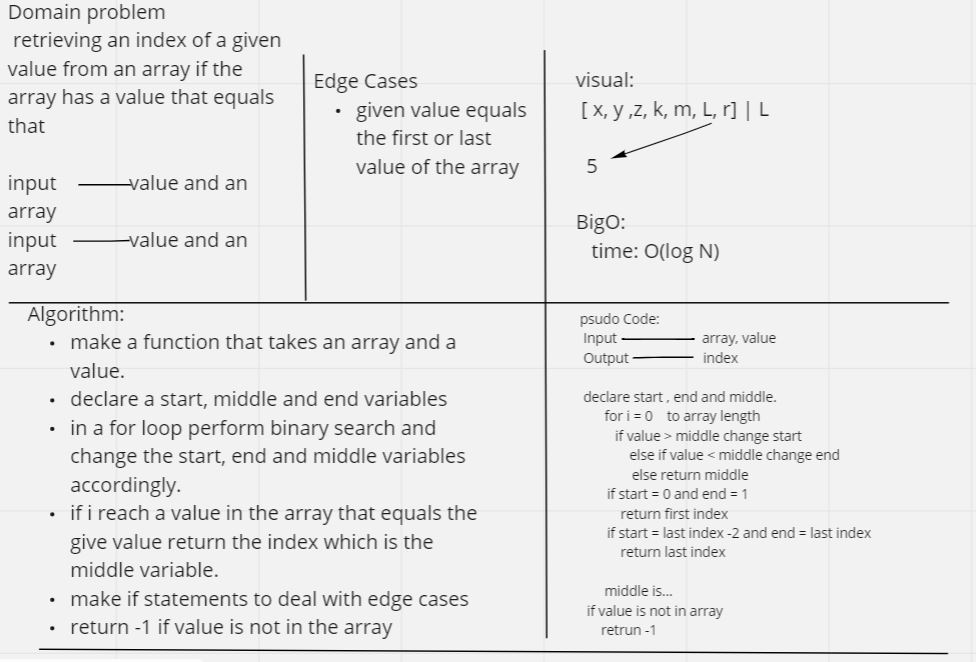 Domain problem
retrieving an index of a given
value from an array if the
array has a value that equals
that
input value and an
array
input value and an
array
Edge Cases
• given value equals
the first or last
value of the array
visual:
[ x, y ,z, k, m, L, r] | L
5
BigO:
time: O(log N)
Algorithm:
• make a function that takes an array and a
value.
• declare a start, middle and end variables
• in a for loop perform binary search and
change the start, end and middle variables
accordingly.
• if i reach a value in the array that equals the
give value return the index which is the
middle variable.
• make if statements to deal with edge cases
• return -1 if value is not in the array
psudo Code:
Input array, value
Output index
declare start , end and middle.
for i = 0 to array length
if value > middle change start
else if value < middle change end
else return middle
if start = 0 and end = 1
return first index
if start = last index -2 and end = last index
return last index
middle is...
if value is not in array
retrun -1